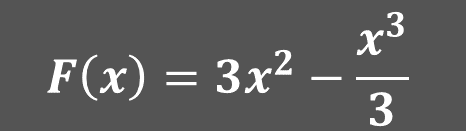 F(x) = 3x² − x³/3